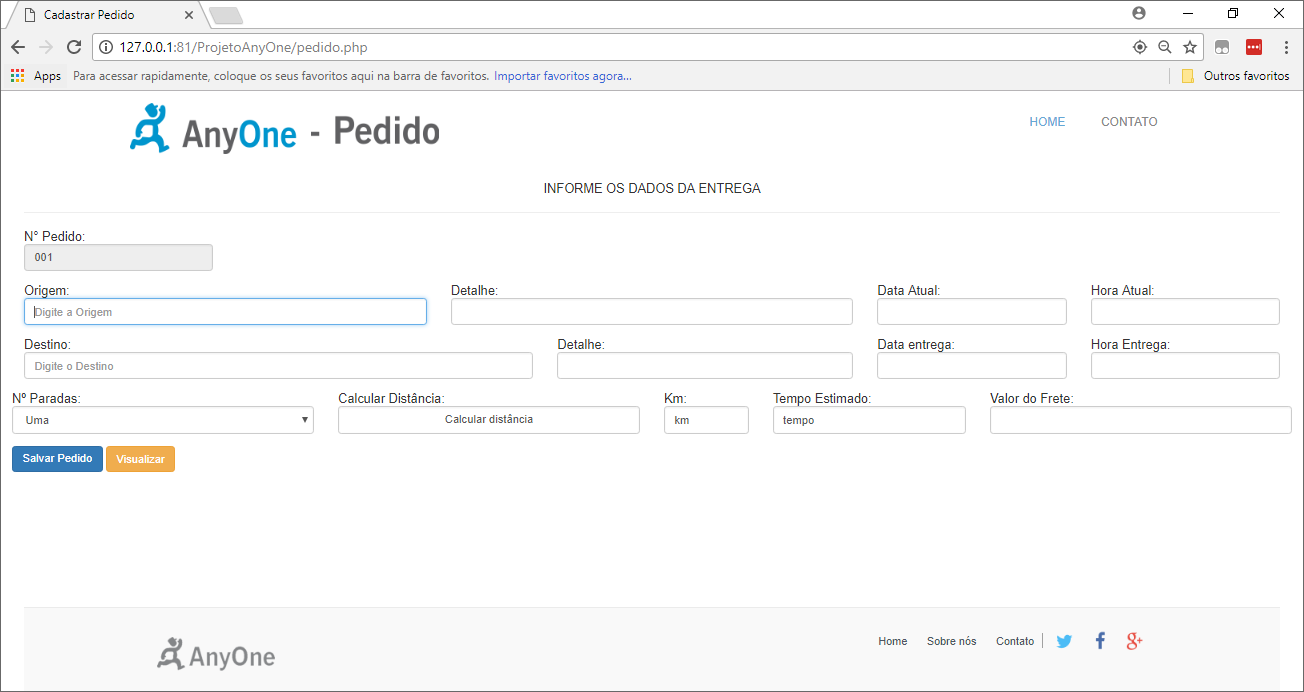 Cadastrar Pedido
127.0.0.1:81/ProjetoAnyOne/pedido.php
Apps Para acessar rapidamente, coloque os seus favoritos aqui na barra de favoritos. Importar favoritos agora... Outros favoritos
AnyOne - Pedido
HOME CONTATO
INFORME OS DADOS DA ENTREGA
N° Pedido:
001
Origem: Detalhe: Data Atual: Hora Atual:
Digite a Origem
Destino: Detalhe: Data entrega: Hora Entrega:
Digite o Destino
Nº Paradas: Calcular Distância: Km: Tempo Estimado: Valor do Frete:
Uma Calcular distância km tempo
Salvar Pedido Visualizar
AnyOne
Home Sobre nós Contato